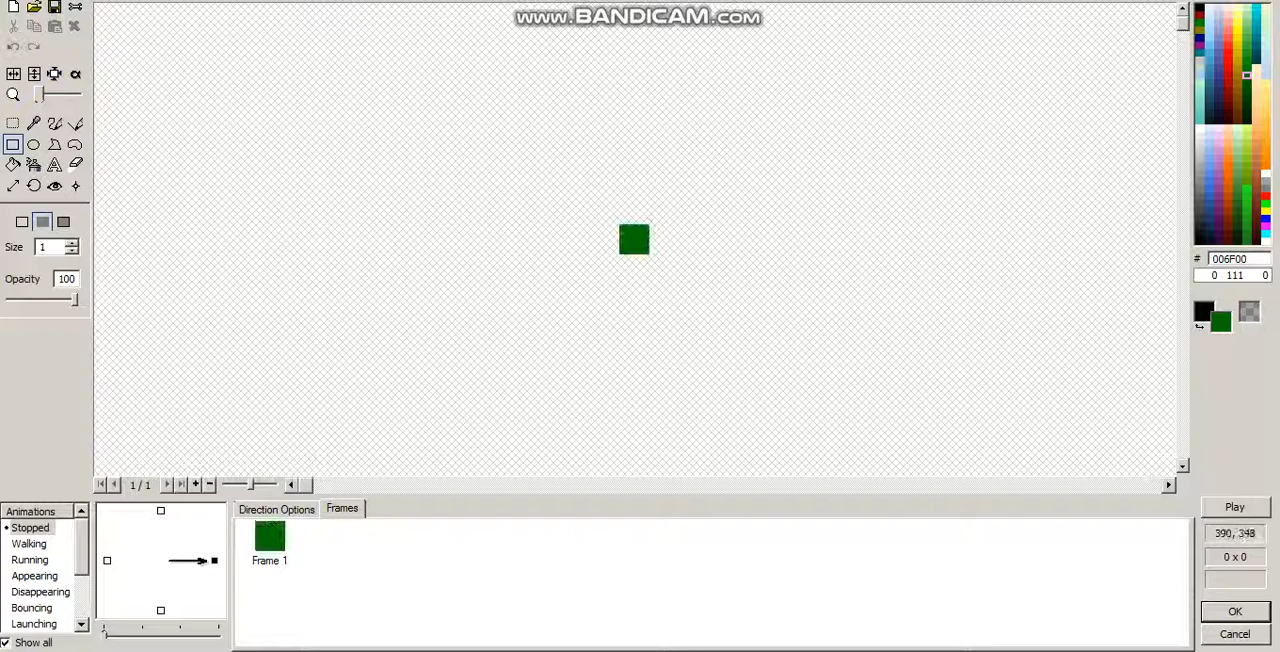 www.BANDICAM.com
Size 1
Opacity 100
# 006F00
0 111 0
1 / 1
Animations
Stopped
Walking
Running
Appearing
Disappearing
Bouncing
Launching
Show all
Direction Options Frames
Frame 1
Play
390, 348
0 x 0
OK
Cancel